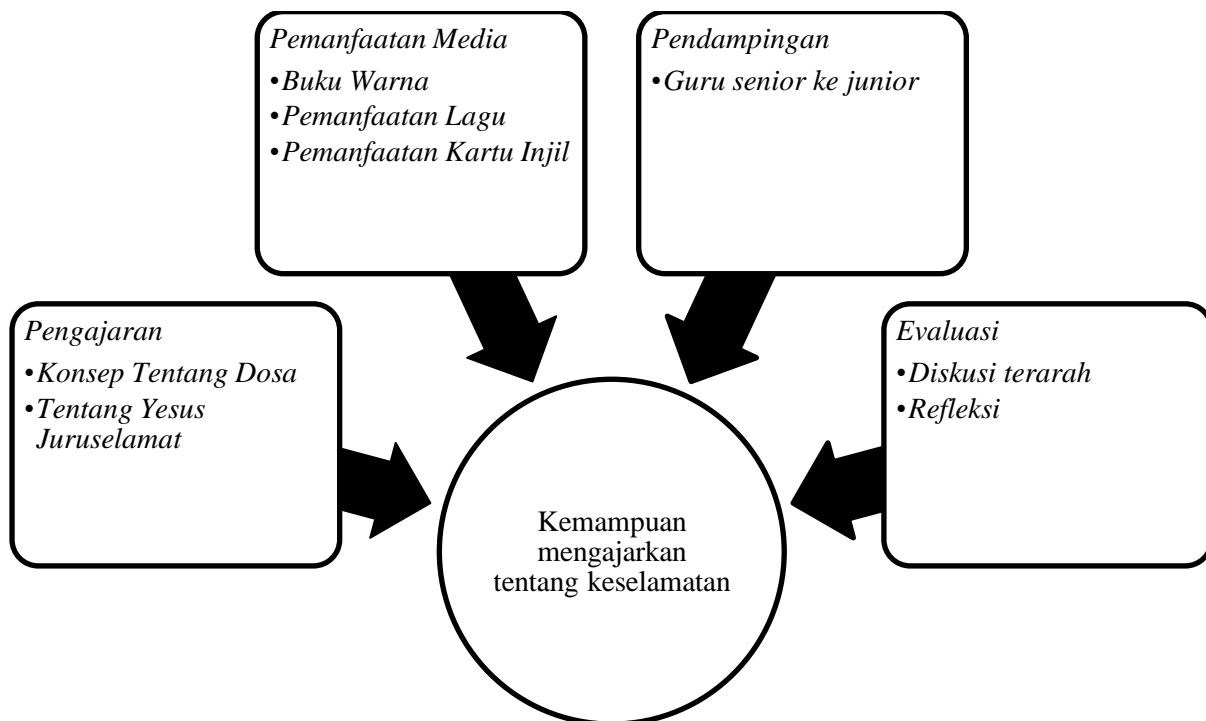 Pemanfaatan Media
•Buku Warna
•Pemanfaatan Lagu
•Pemanfaatan Kartu Injil
Pendampingan
•Guru senior ke junior
Pengajaran
•Konsep Tentang Dosa
•Tentang Yesus
Juruselamat
Evaluasi
•Diskusi terarah
•Refleksi
Kemampuan
mengajarkan
tentang keselamatan